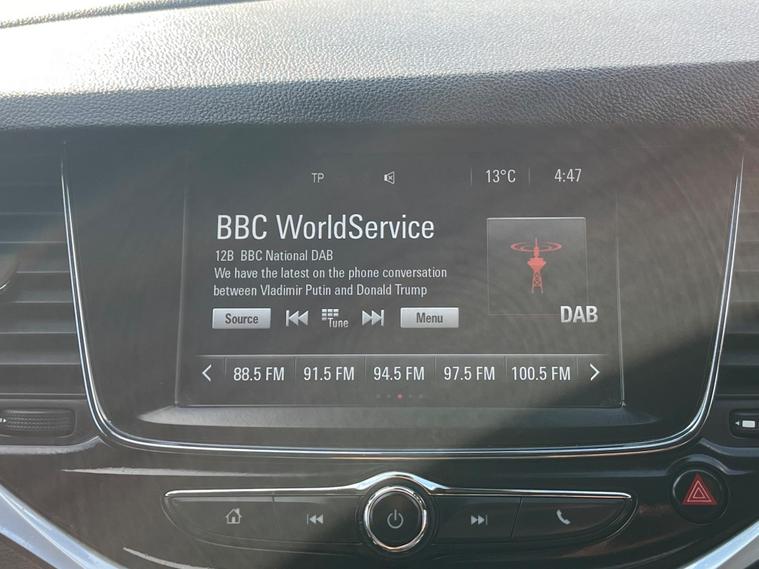 TP 13°C 4:47
BBC WorldService
12B BBC National DAB
We have the latest on the phone conversation
between Vladimir Putin and Donald Trump
DAB
Source Tune Menu
88.5 FM 91.5 FM 94.5 FM 97.5 FM 100.5 FM